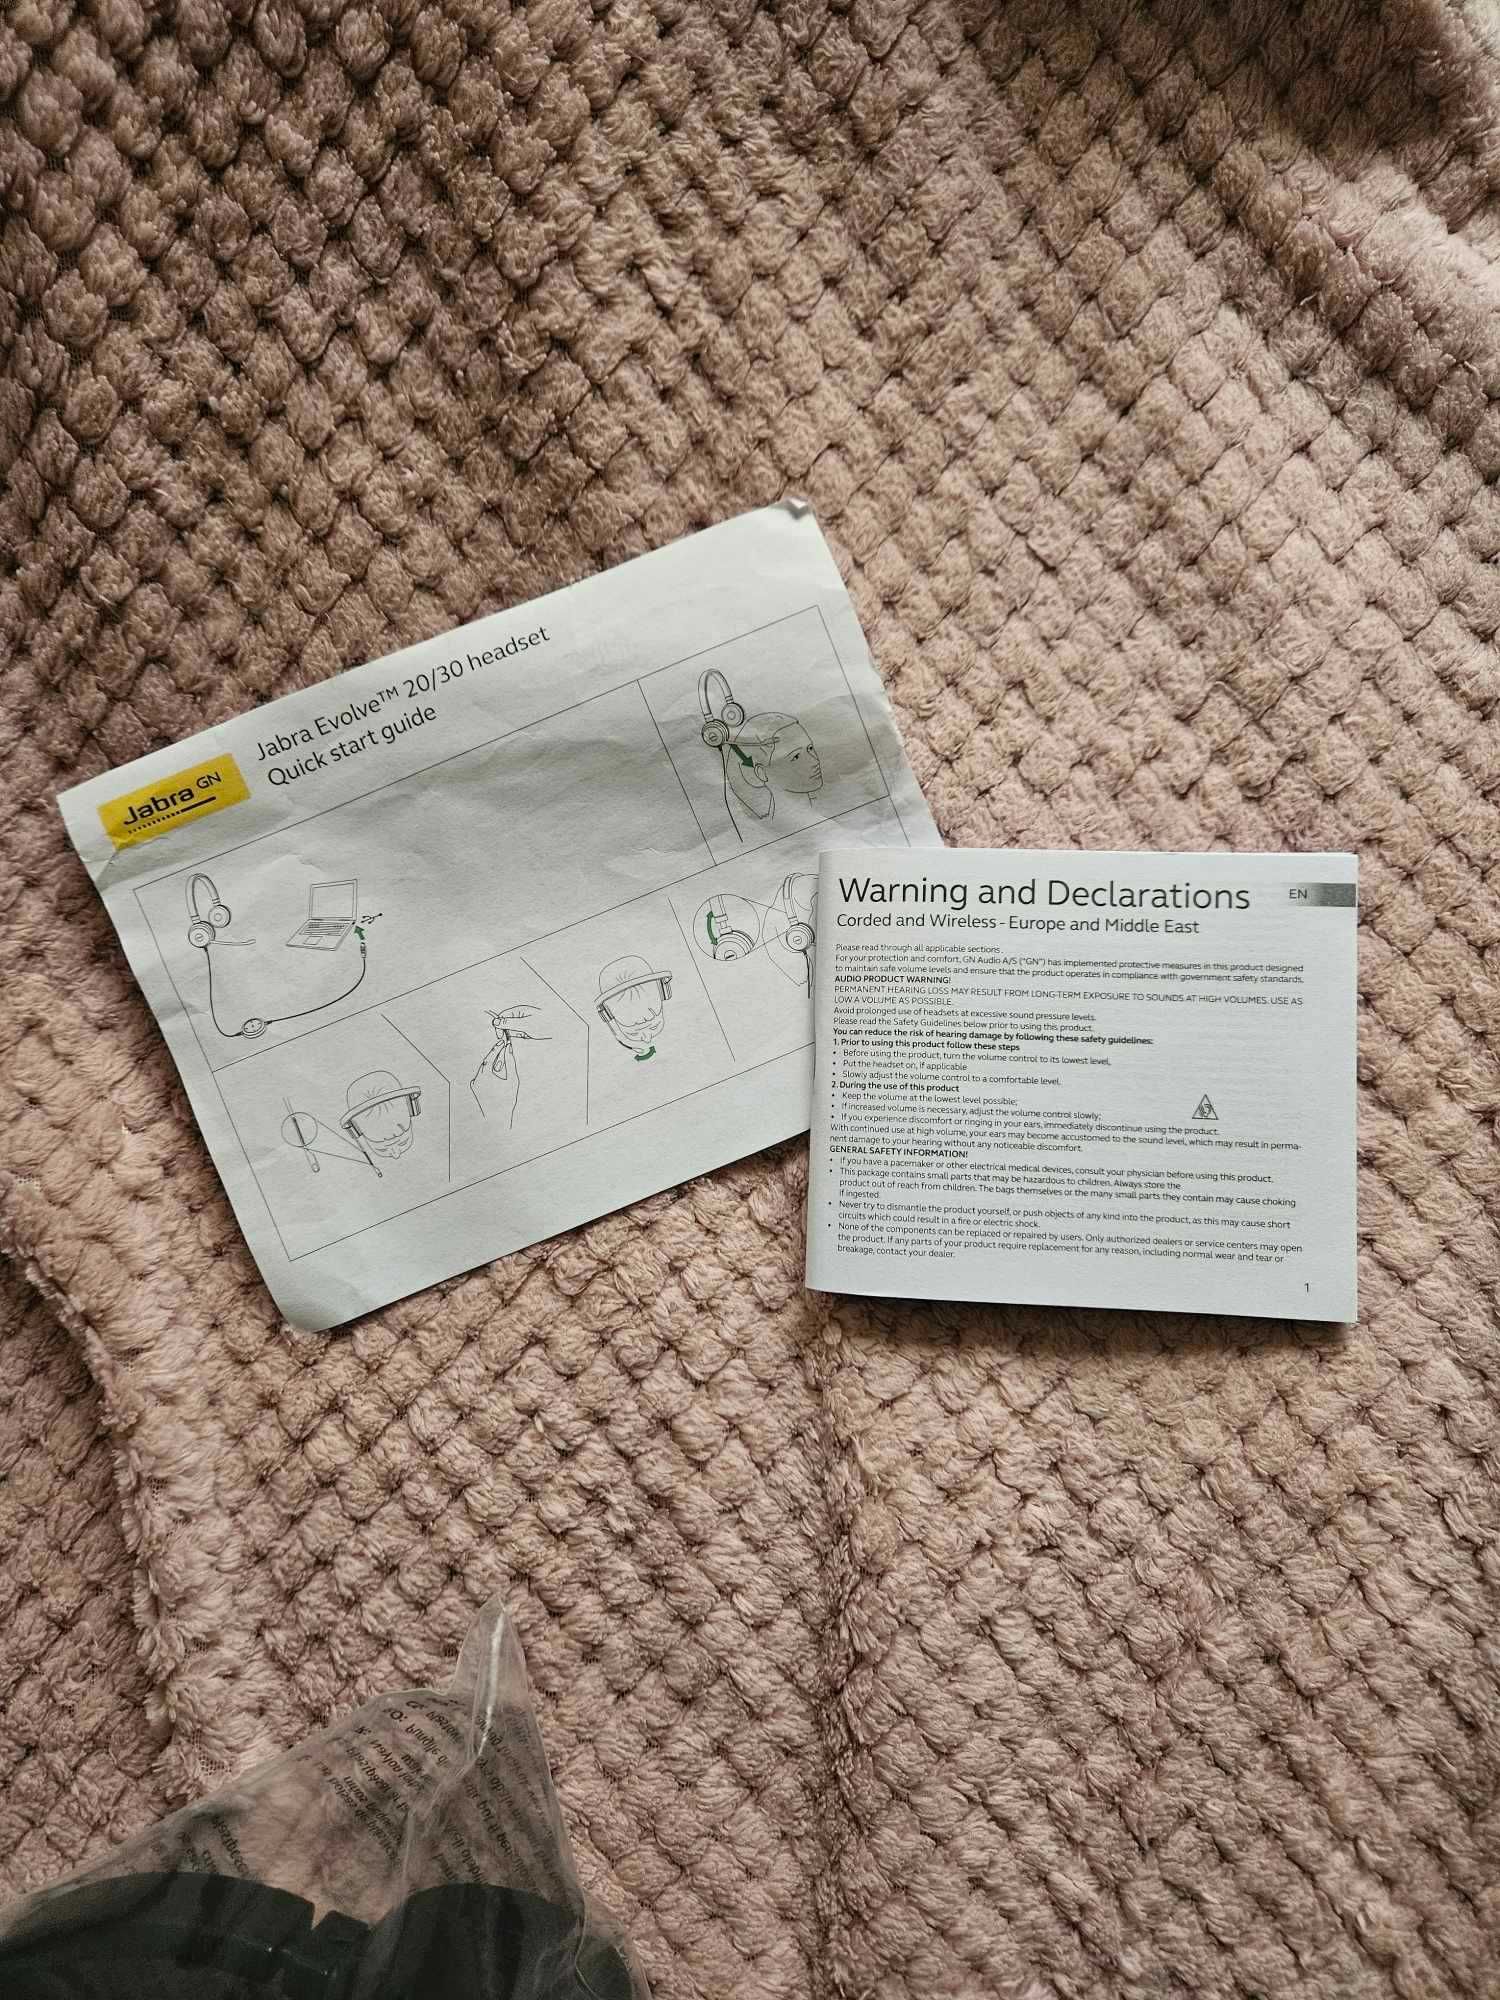 Jabra GN
Jabra Evolve™ 20/30 headset
Quick start guide
Warning and Declarations
EN
Corded and Wireless - Europe and Middle East
Please read through all applicable sections.
For your protection and comfort, GN Audio A/S ("GN") has implemented protective measures in this product designed
to maintain safe volume levels and ensure that the product operates in compliance with government safety standards.
AUDIO PRODUCT WARNING!
PERMANENT HEARING LOSS MAY RESULT FROM LONG-TERM EXPOSURE TO SOUNDS AT HIGH VOLUMES. USE AS
LOW A VOLUME AS POSSIBLE.
Avoid prolonged use of headsets at excessive sound pressure levels.
Please read the Safety Guidelines below prior to using this product.
You can reduce the risk of hearing damage by following these safety guidelines:
1. Prior to using this product follow these steps
• Before using the product, turn the volume control to its lowest level,
• Put the headset on, if applicable
• Slowly adjust the volume control to a comfortable level.
2. During the use of this product
• Keep the volume at the lowest level possible;
• If increased volume is necessary, adjust the volume control slowly;
• If you experience discomfort or ringing in your ears, immediately discontinue using the product.
With continued use at high volume, your ears may become accustomed to the sound level, which may result in perma-
nent damage to your hearing without any noticeable discomfort.
GENERAL SAFETY INFORMATION!
• If you have a pacemaker or other electrical medical devices, consult your physician before using this product.
• This package contains small parts that may be hazardous to children. Always store the
product out of reach from children. The bags themselves or the many small parts they contain may cause choking
if ingested.
• Never try to dismantle the product yourself, or push objects of any kind into the product, as this may cause short
circuits which could result in a fire or electric shock.
• None of the components can be replaced or repaired by users. Only authorized dealers or service centers may open
the product. If any parts of your product require replacement for any reason, including normal wear and tear or
breakage, contact your dealer.
1